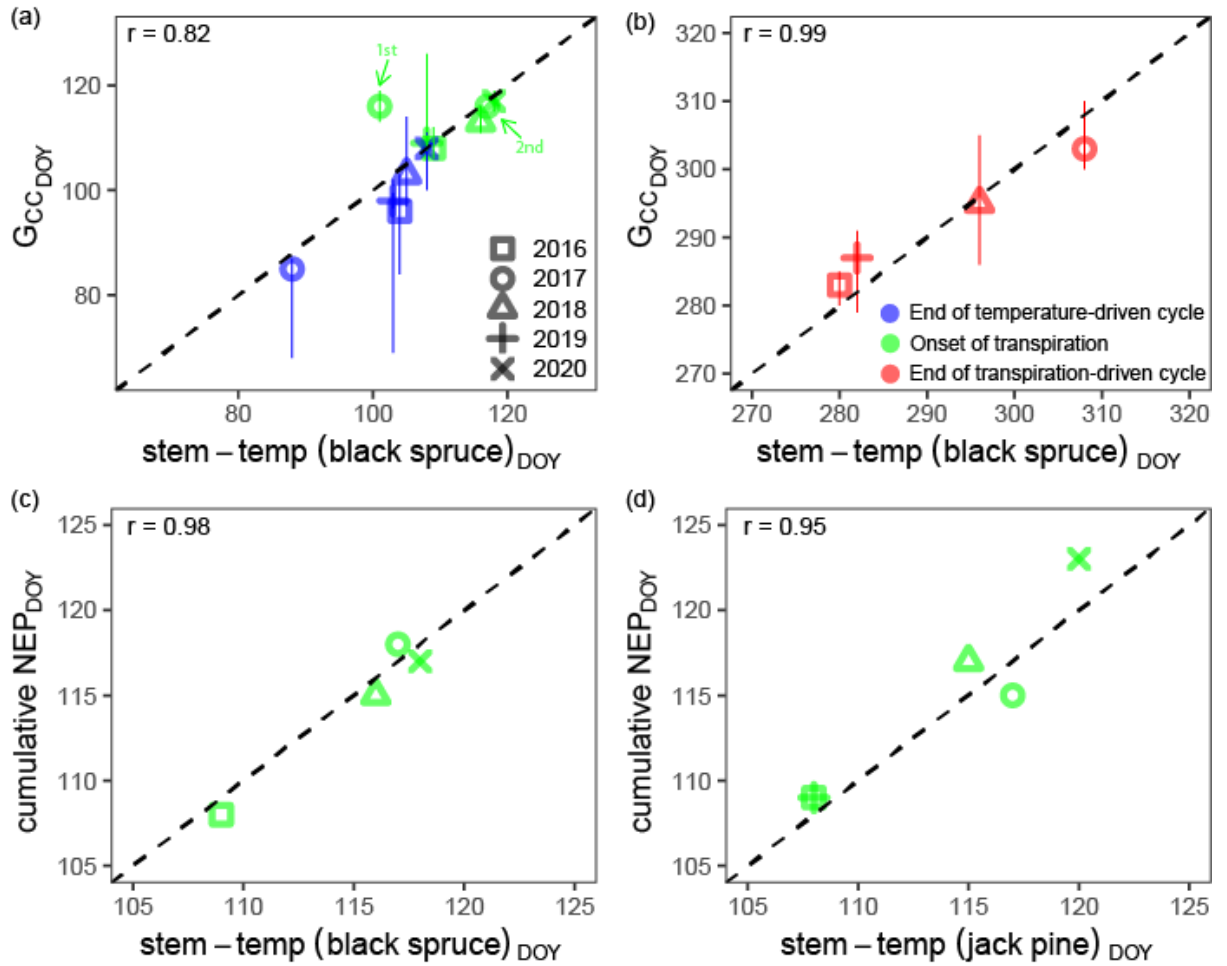 (a)
r = 0.82
1st
2nd
120
100
80
GCC DOY
2016
2017
2018
2019
2020
80 100 120
stem – temp (black spruce) DOY
(b)
r = 0.99
320
310
300
290
280
270
GCC DOY
End of temperature-driven cycle
Onset of transpiration
End of transpiration-driven cycle
270 280 290 300 310 320
stem – temp (black spruce) DOY
(c)
r = 0.98
125
120
115
110
105
cumulative NEP DOY
105 110 115 120 125
stem – temp (black spruce) DOY
(d)
r = 0.95
125
120
115
110
105
cumulative NEP DOY
105 110 115 120 125
stem – temp (jack pine) DOY